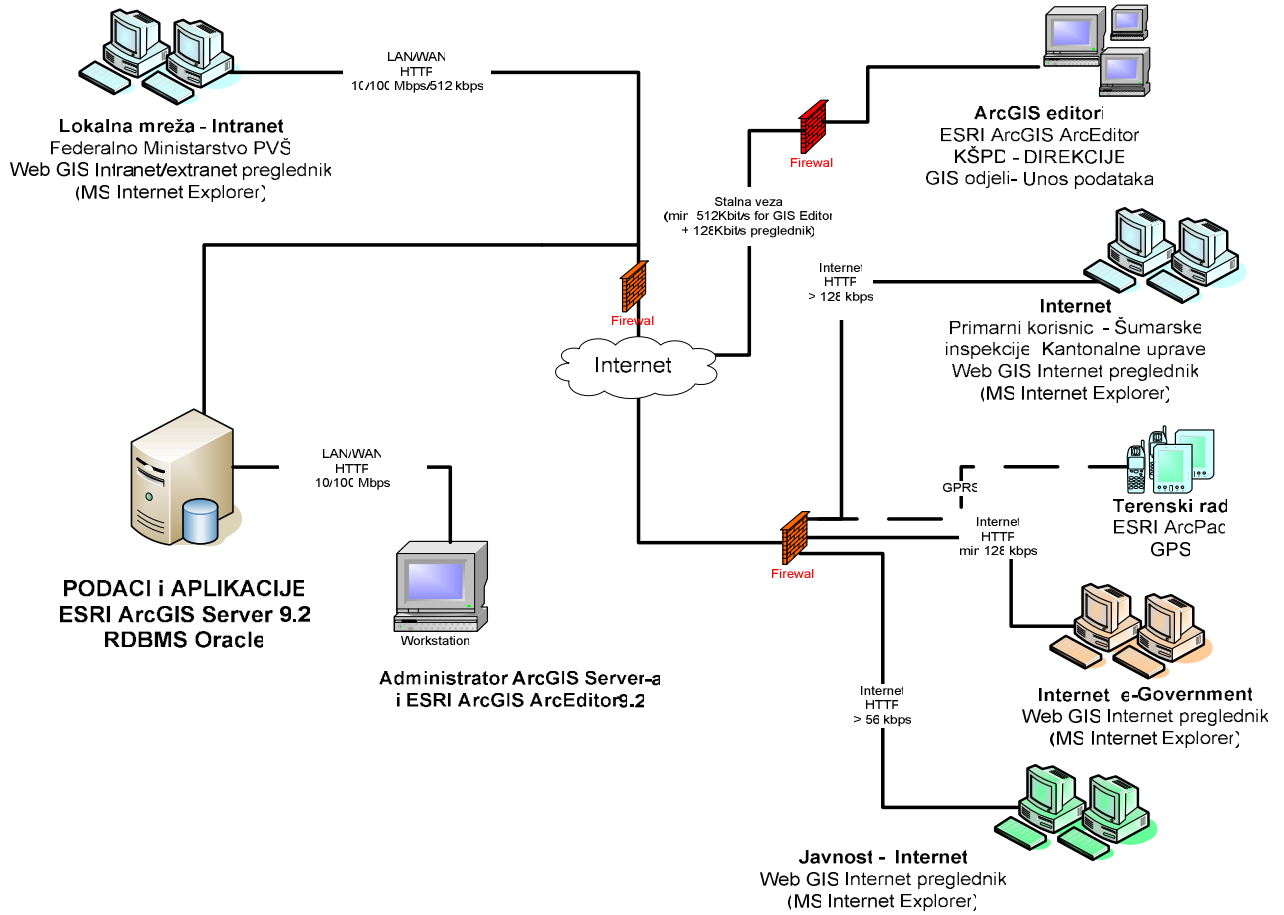 LAN/WAN
HTTP
10/100 Mbps/512 kbps
Lokalna mreža - Intranet
Federalno Ministarstvo PVŠ
Web GIS Intranet/extranet preglednik
(MS Internet Explorer)
Firewal
ArcGIS editori
ESRI ArcGIS ArcEditor
KŠPD - DIREKCIJE
GIS odjeli- Unos podataka
Stalna veza
(min 512Kbit/s for GIS Editor
+ 128Kbit/s preglednik)
Internet
HTTP
> 128 kbps
Internet
Primarni korisnic - Šumarske
inspekcije Kantonalne uprave
Web GIS Internet preglednik
(MS Internet Explorer)
Firewal
Internet
LAN/WAN
HTTP
10/100 Mbps
PODACI i APLIKACIJE
ESRI ArcGIS Server 9.2
RDBMS Oracle
Workstation
Administrator ArcGIS Server-a
i ESRI ArcGIS ArcEditor9.2
GPRS
Terenski rad
ESRI ArcPad
GPS
Internet
HTTP
min 128 kbps
Firewal
Internet e-Government
Web GIS Internet preglednik
(MS Internet Explorer)
Internet
HTTP
> 56 kbps
Javnost - Internet
Web GIS Internet preglednik
(MS Internet Explorer)